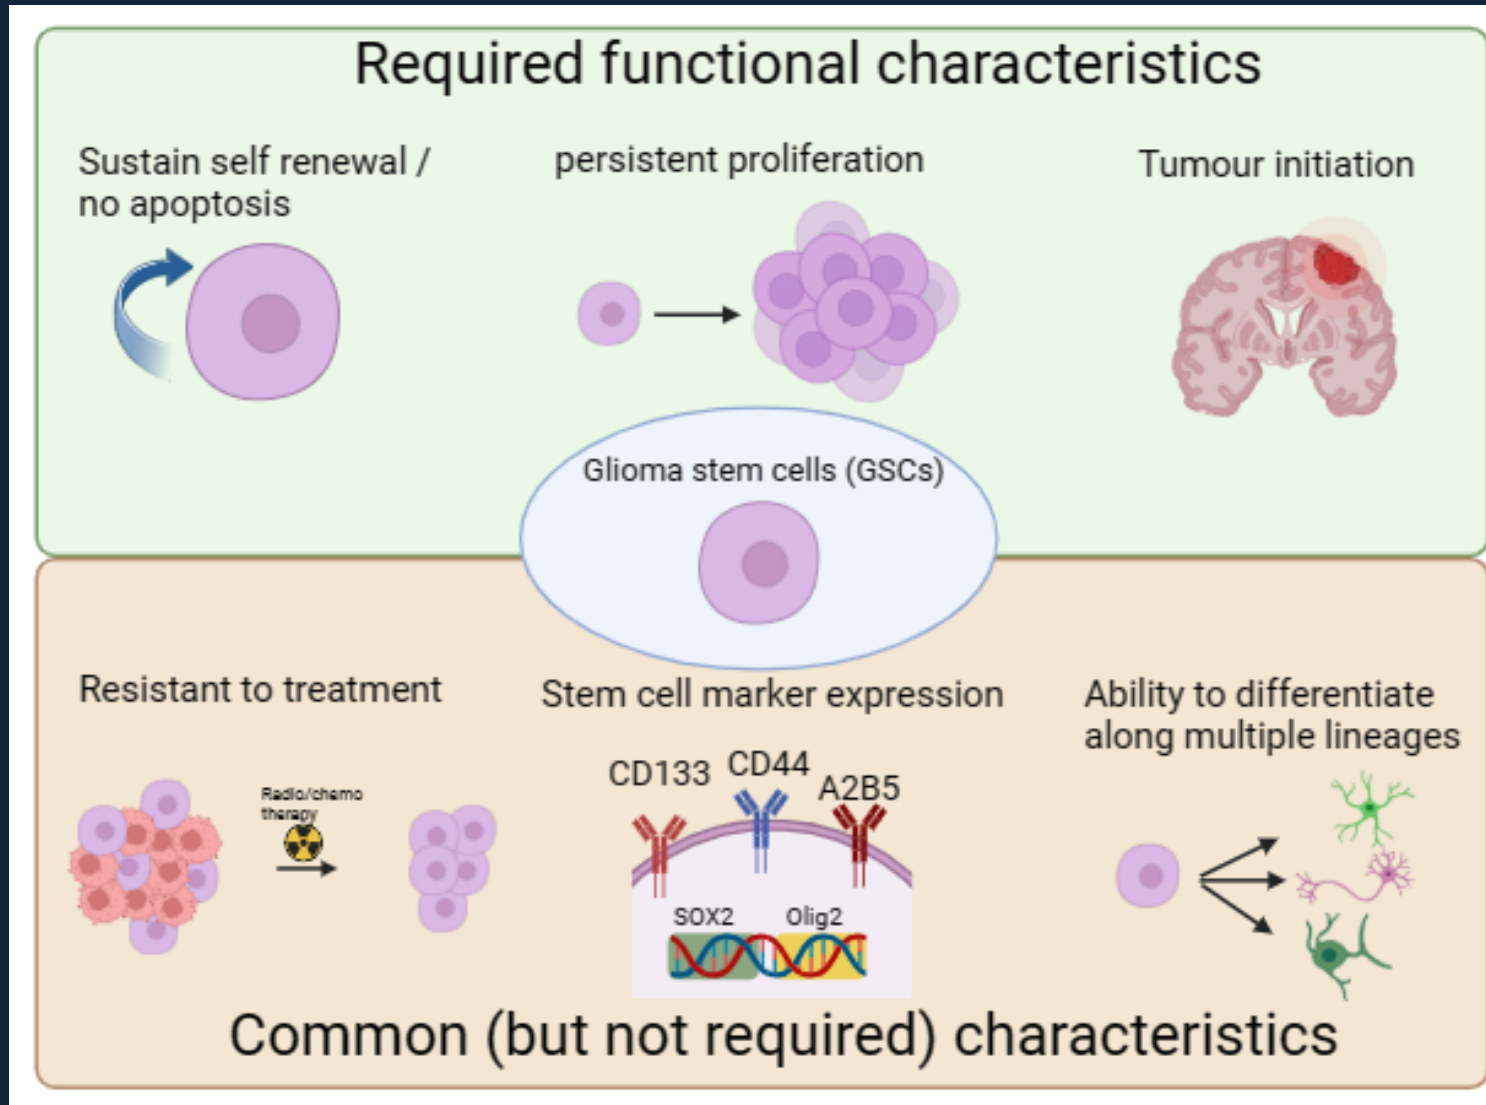 Required functional characteristics
Sustain self renewal /
no apoptosis
persistent proliferation
Tumour initiation
Glioma stem cells (GSCs)
Resistant to treatment
Radio/chemo
therapy
Stem cell marker expression
CD133
CD44
A2B5
SOX2
Olig2
Ability to differentiate
along multiple lineages
Common (but not required) characteristics